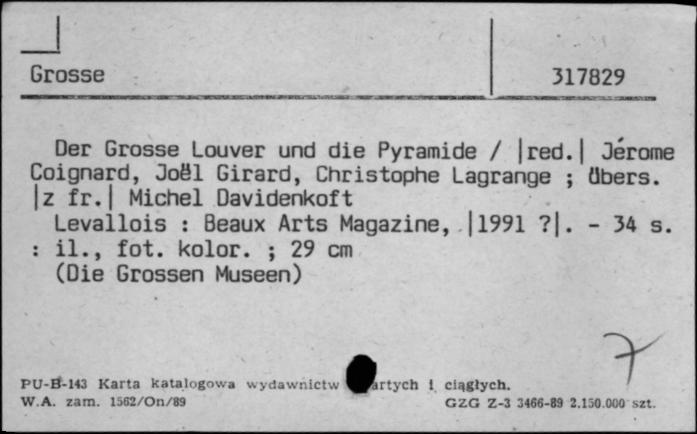 Grosse 317829
Der Grosse Louver und die Pyramide / |red.| Jérome
Coignard, Joël Girard, Christophe Lagrange ; übers.
|z fr.| Michel Davidenkoft
Levallois : Beaux Arts Magazine, |1991 ?|. - 34 s.
: il., fot. kolor. ; 29 cm
(Die Grossen Museen)
7
PU-B-143 Karta katalogowa wydawnictw artych i ciągłych.
W.A. zam. 1562/On/89 GZG Z-3 3466-89 2.150.000 szt.